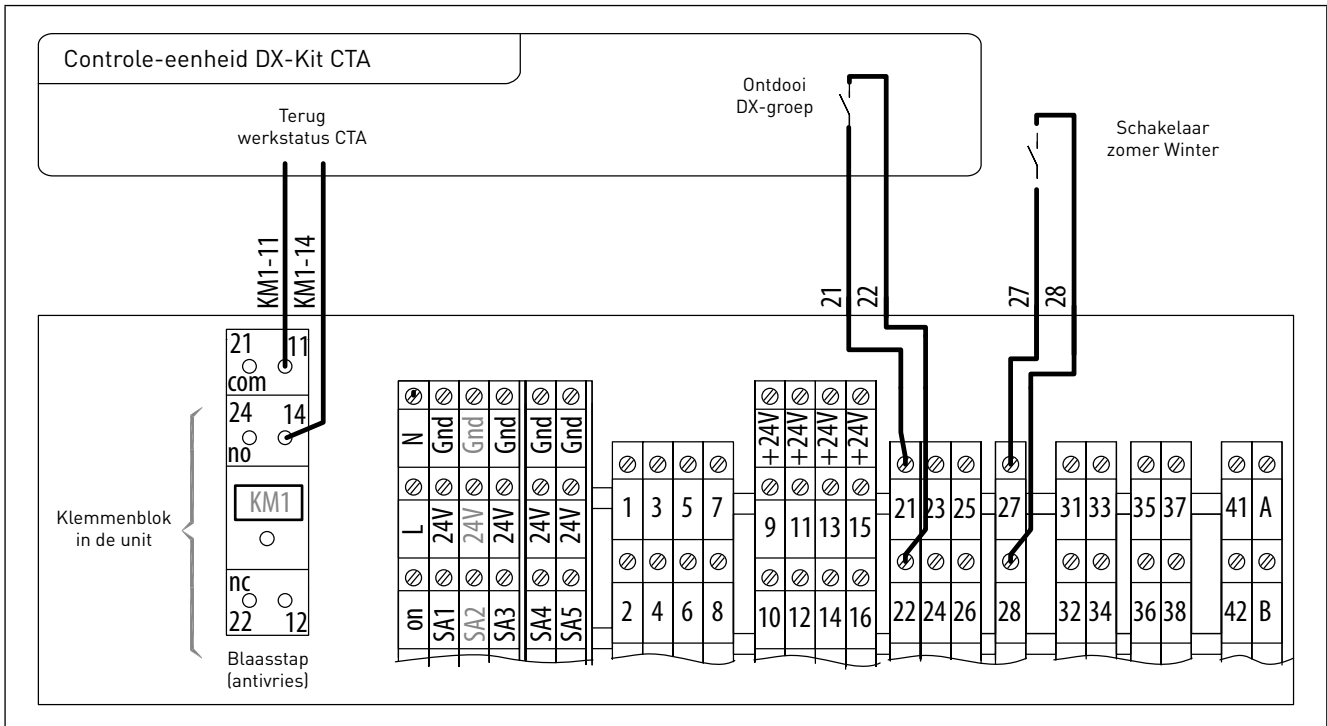 Controle-eenheid DX-Kit CTA
Terug
werkstatus CTA
Ontdooi
DX-groep
Schakelaar
zomer Winter
KM1-11
KM1-14
21
22
27
28
21 11
com
24 14
no
KM1
nc
22 12
Klemmenblok
in de unit
Blaasstap
(antivries)
N Gnd Gnd Gnd Gnd Gnd
L 24V 24V 24V 24V 24V
on SA1 SA2 SA3 SA4 SA5
+24V +24V +24V +24V
1 3 5 7 9 11 13 15 21 23 25 27 31 33 35 37 41 A
2 4 6 8 10 12 14 16 22 24 26 28 32 34 36 38 42 B